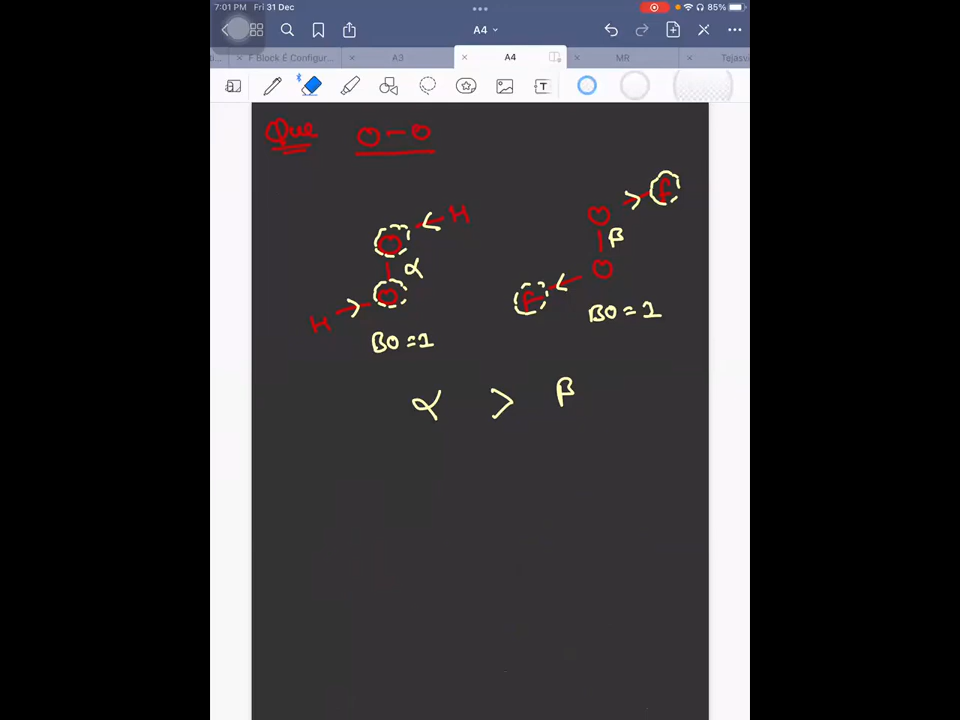 7:01 PM Fri 31 Dec
85%
A4
F Block É Configur...
A3
A4
MR
Tejasv
Que O-O
H O O H
α
BO=1
F O O F
β
BO=1
α > β